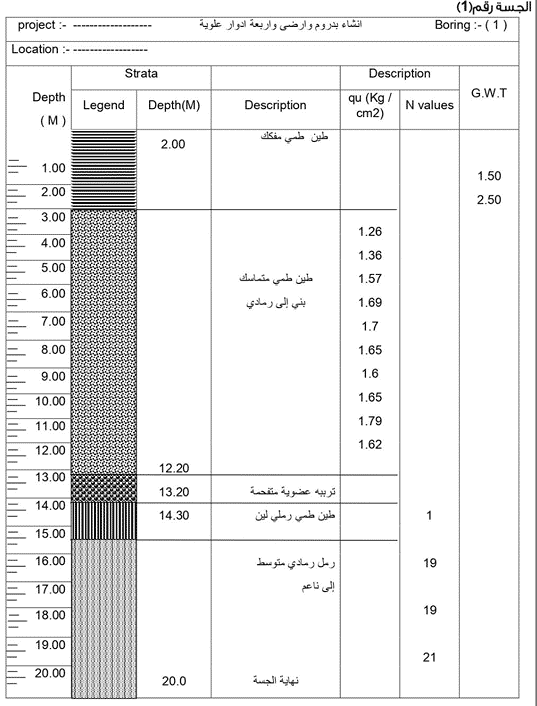 الجسة رقم(1)
project :- ------------------- انشاء بدروم وارضي واربعة ادوار علوية Boring :- ( 1 )
Location :- ------------------
Strata Description
Depth ( M ) Legend Depth(M) Description qu (Kg / cm2) N values G.W.T
2.00 طين طمي مفكك
1.00 1.50
2.00 2.50
3.00 1.26
4.00 1.36
5.00 طين طمي متماسك 1.57
6.00 بني إلى رمادي 1.69
7.00 1.7
8.00 1.65
9.00 1.6
10.00 1.65
11.00 1.79
12.00 1.62
12.20
13.00
13.20 تربه عضوية متفحمة
14.00 14.30 طين طمي رملي لين 1
15.00
16.00 رمل رمادي متوسط 19
17.00 إلى ناعم
18.00 19
19.00 21
20.00 20.0 نهاية الجسة